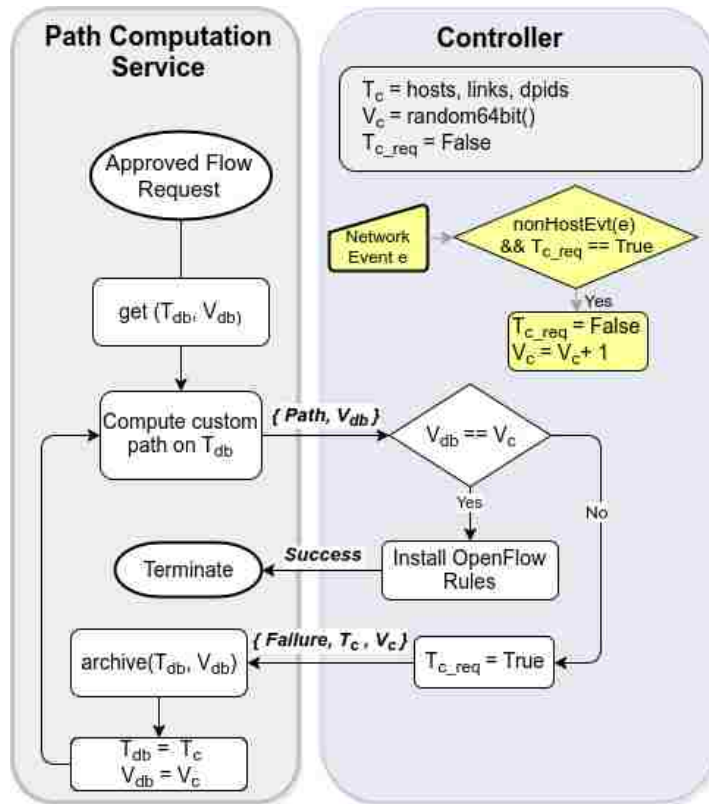 Path Computation
Service
Controller
T_c = hosts, links, dpids
V_c = random64bit()
T_c_req = False
Approved Flow
Request
Network
Event e
nonHostEvt(e)
&& T_c_req == True
Yes
T_c_req = False
V_c = V_c + 1
get (T_db, V_db)
Compute custom
path on T_db
{ Path, V_db }
V_db == V_c
Yes
No
Install OpenFlow
Rules
Success
Terminate
{ Failure, T_c , V_c }
T_c_req = True
archive(T_db, V_db)
T_db = T_c
V_db = V_c